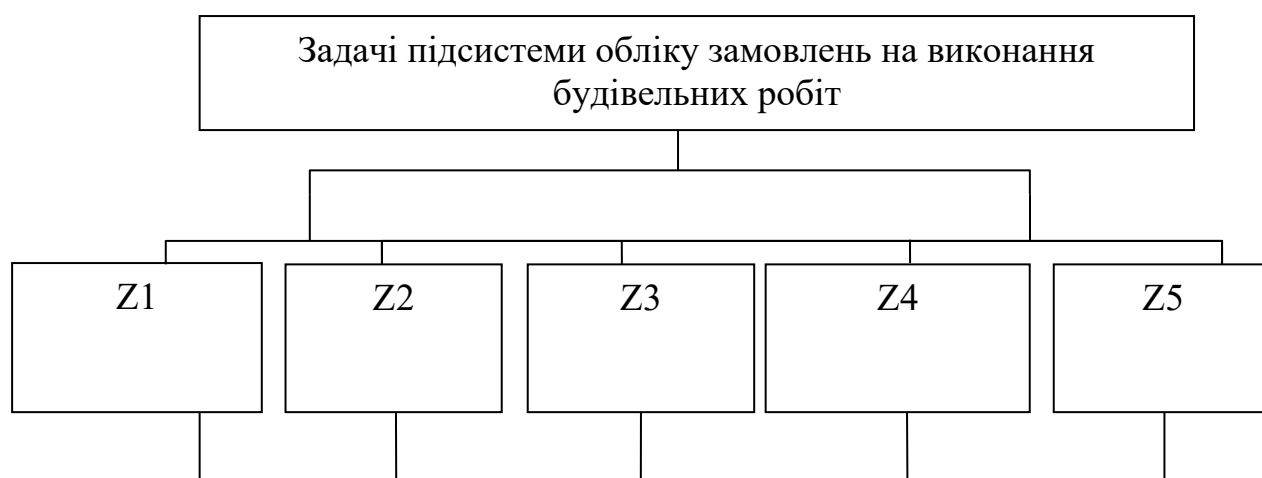 Задачі підсистеми обліку замовлень на виконання
будівельних робіт
Z1
Z2
Z3
Z4
Z5